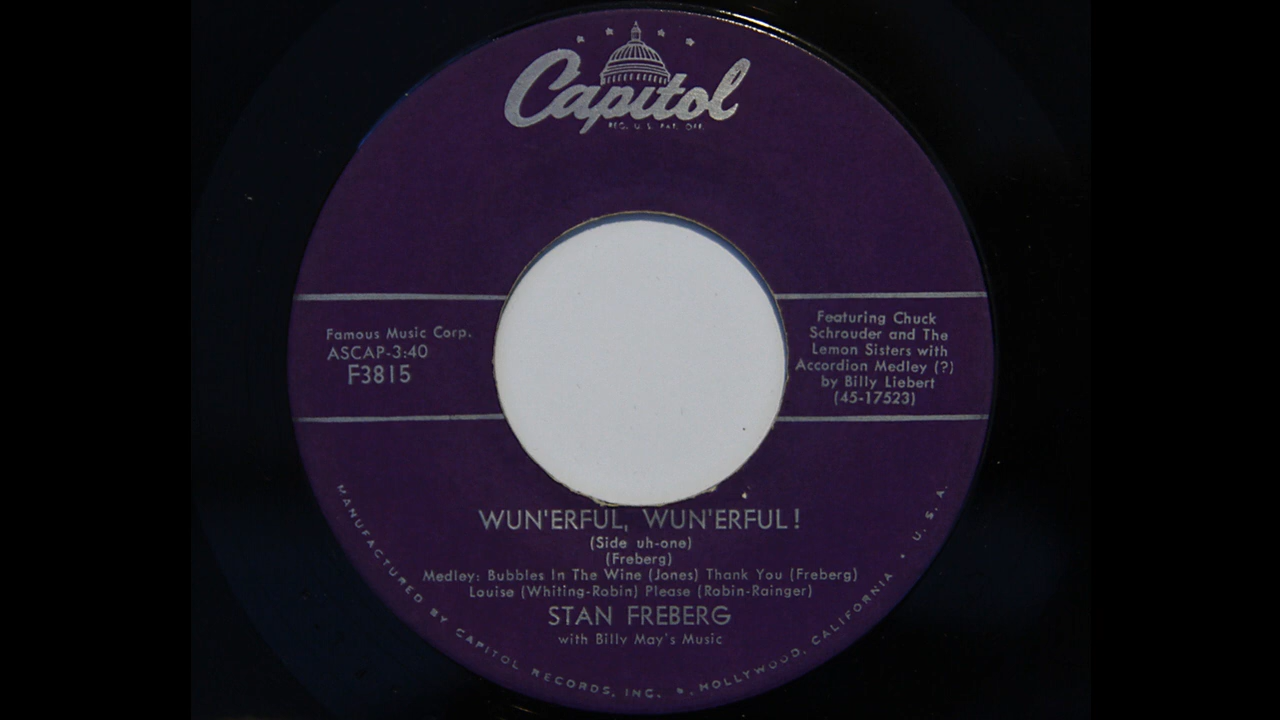 Capitol
REG. U. S. PAT. OFF.
Famous Music Corp.
ASCAP-3:40
F3815
Featuring Chuck
Schrouder and The
Lemon Sisters with
Accordion Medley (?)
by Billy Liebert
(45-17523)
WUN'ERFUL, WUN'ERFUL!
(Side uh-one)
(Freberg)
Medley: Bubbles In The Wine (Jones) Thank You (Freberg)
Louise (Whiting-Robin) Please (Robin-Rainger)
STAN FREBERG
with Billy May's Music
MANUFACTURED BY CAPITOL RECORDS, INC. • HOLLYWOOD, CALIFORNIA • U. S. A.